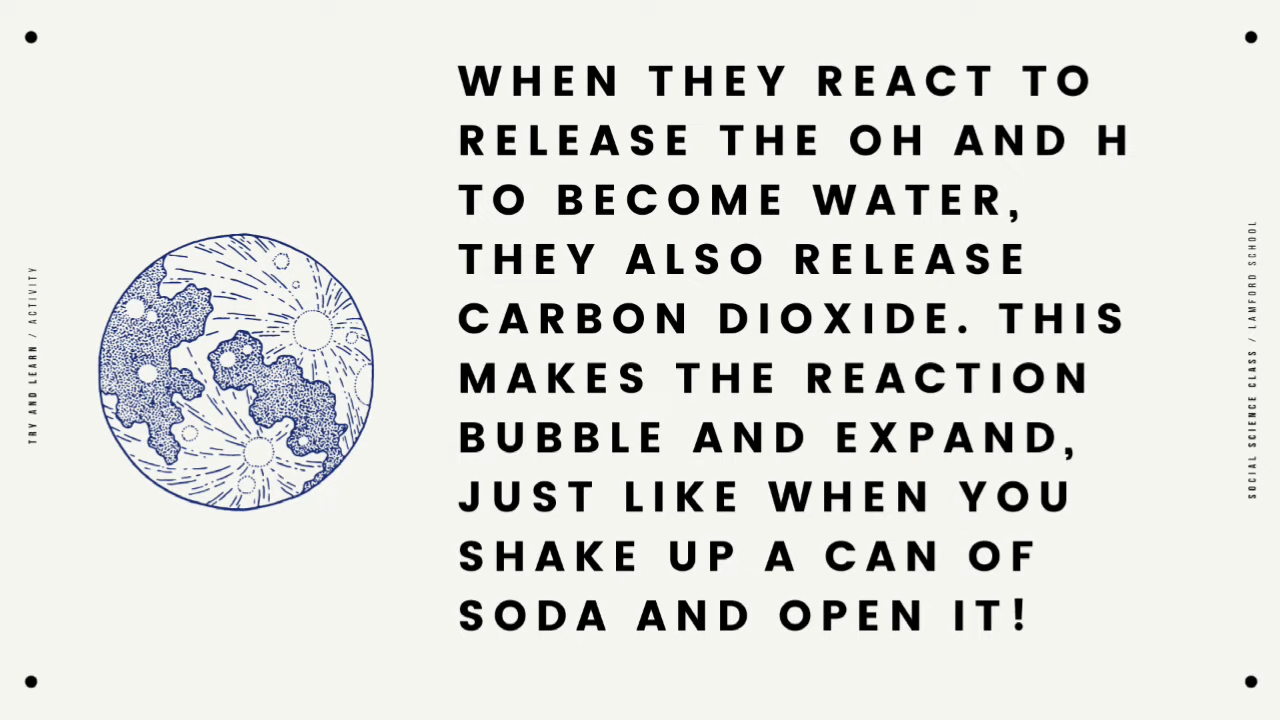 TRY AND LEARN / ACTIVITY
WHEN THEY REACT TO
RELEASE THE OH AND H
TO BECOME WATER,
THEY ALSO RELEASE
CARBON DIOXIDE. THIS
MAKES THE REACTION
BUBBLE AND EXPAND,
JUST LIKE WHEN YOU
SHAKE UP A CAN OF
SODA AND OPEN IT!
SOCIAL SCIENCE CLASS / LAMFORD SCHOOL